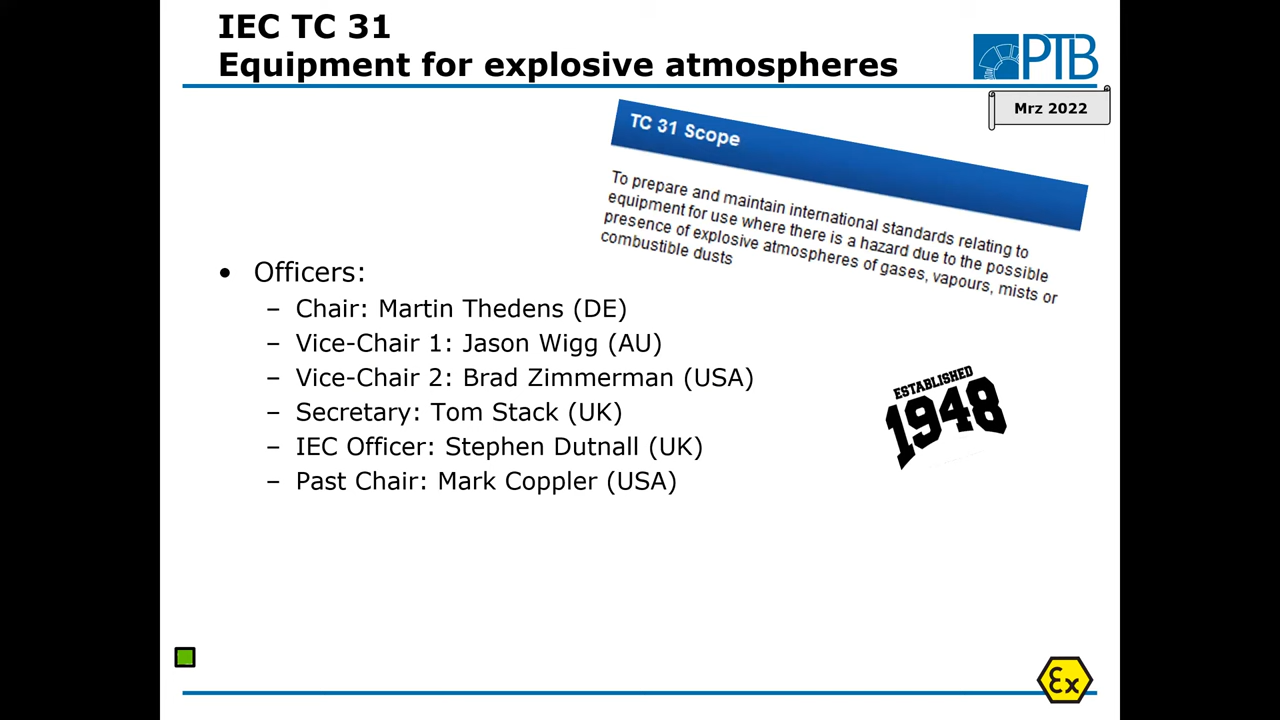 IEC TC 31
Equipment for explosive atmospheres
PTB
Mrz 2022
TC 31 Scope
To prepare and maintain international standards relating to
equipment for use where there is a hazard due to the possible
presence of explosive atmospheres of gases, vapours, mists or
combustible dusts
• Officers:
– Chair: Martin Thedens (DE)
– Vice-Chair 1: Jason Wigg (AU)
– Vice-Chair 2: Brad Zimmerman (USA)
– Secretary: Tom Stack (UK)
– IEC Officer: Stephen Dutnall (UK)
– Past Chair: Mark Coppler (USA)
ESTABLISHED
1948
Ex